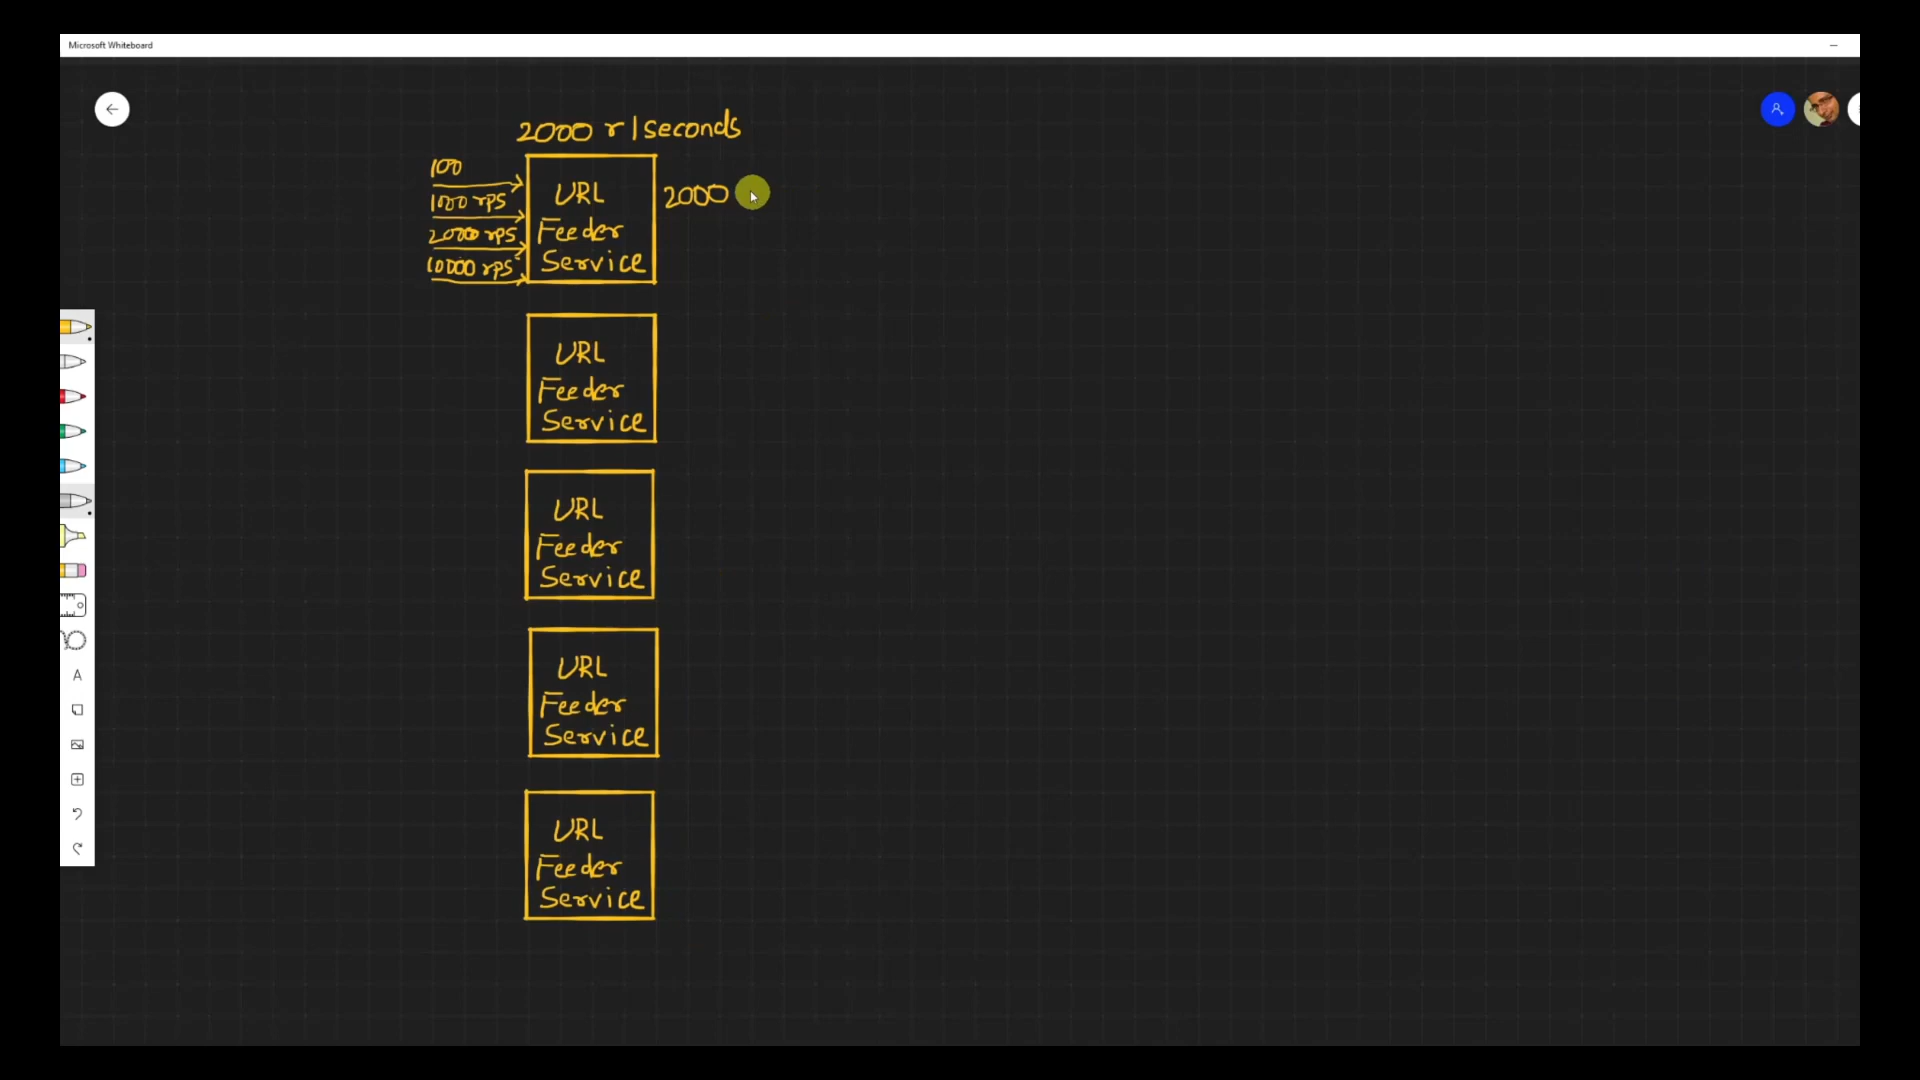 Microsoft Whiteboard
2000 r/seconds
100
1000 rps
2000 rps
10000 rps
URL
Feeder
Service
2000
URL
Feeder
Service
URL
Feeder
Service
URL
Feeder
Service
URL
Feeder
Service
A